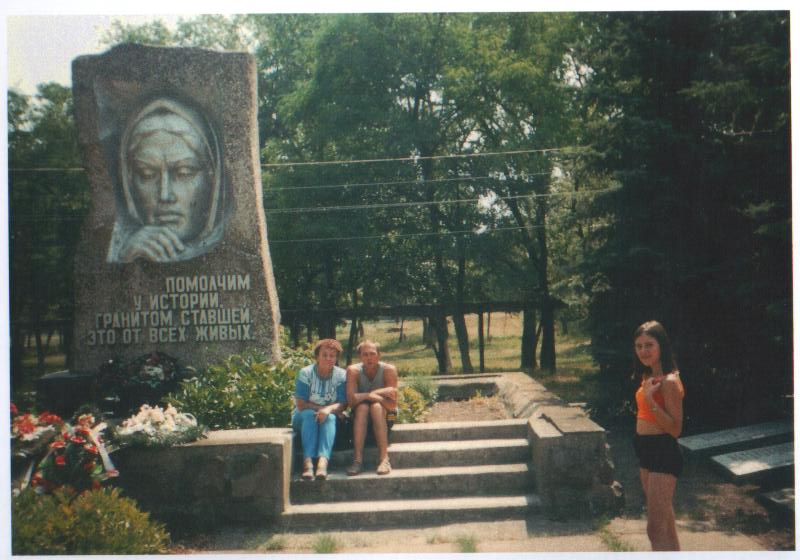 ПОМОЛЧИМ
У ИСТОРИИ,
ГРАНИТОМ СТАВШЕЙ.
ЭТО ОТ ВСЕХ ЖИВЫХ.